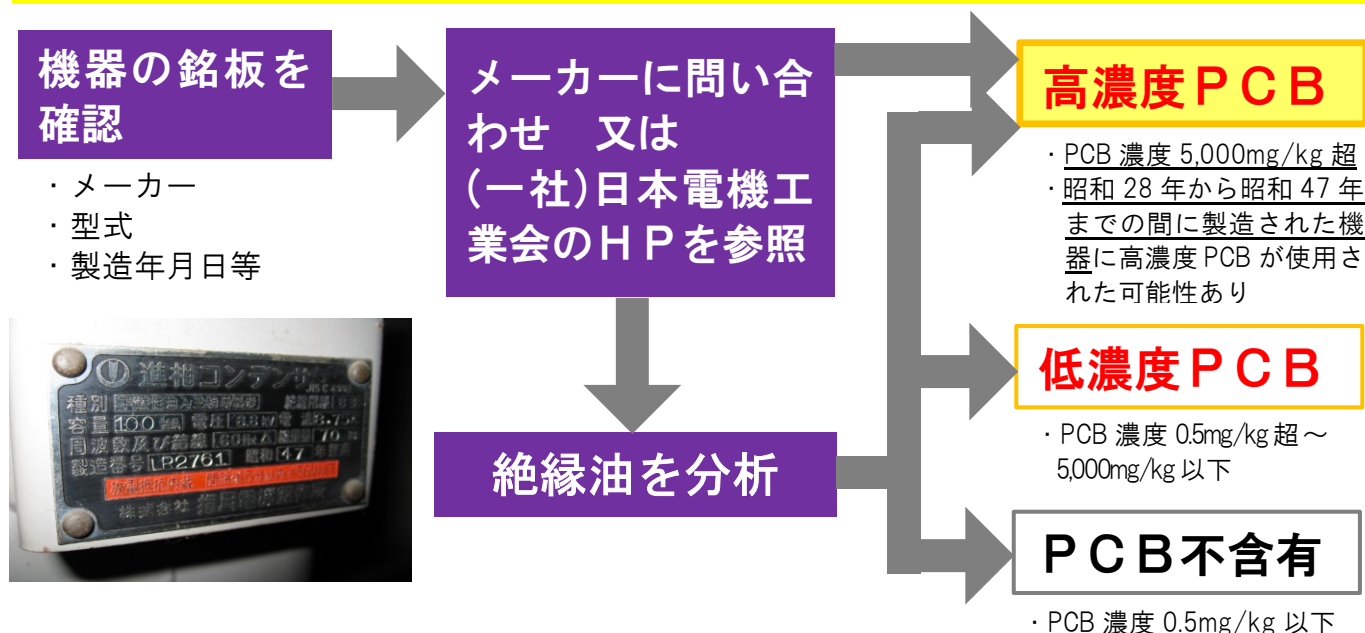 機器の銘板を
確認
・メーカー
・型式
・製造年月日等
メーカーに問い合
わせ　又は
(一社)日本電機工
業会のＨＰを参照
絶縁油を分析
高濃度ＰＣＢ
・PCB 濃度 5,000mg/kg 超
・昭和 28 年から昭和 47 年
までの間に製造された機
器に高濃度 PCB が使用さ
れた可能性あり
低濃度ＰＣＢ
・PCB 濃度 0.5mg/kg 超～
5,000mg/kg 以下
ＰＣＢ不含有
・PCB 濃度 0.5mg/kg 以下
進相コンデンサ
種別
容量 100 電圧
周波数及び結線
製造番号 LR2761 昭和 47 年
株式会社